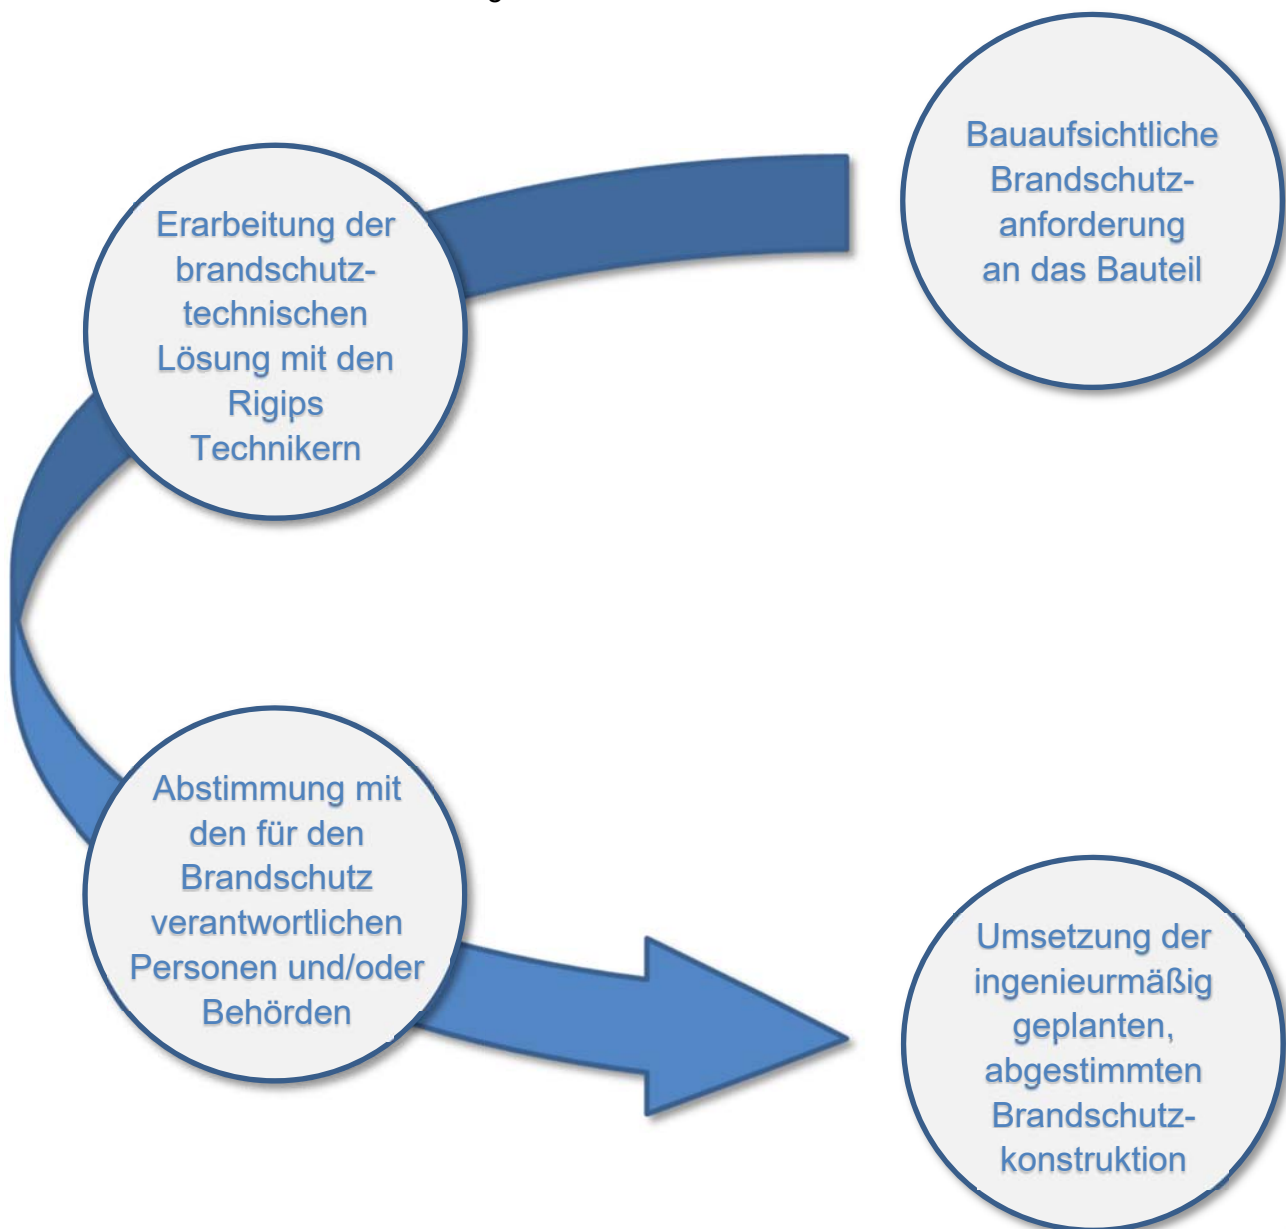 Bauaufsichtliche
Brandschutz-
anforderung
an das Bauteil
Erarbeitung der
brandschutz-
technischen
Lösung mit den
Rigips
Technikern
Abstimmung mit
den für den
Brandschutz
verantwortlichen
Personen und/oder
Behörden
Umsetzung der
ingenieurmäßig
geplanten,
abgestimmten
Brandschutz-
konstruktion